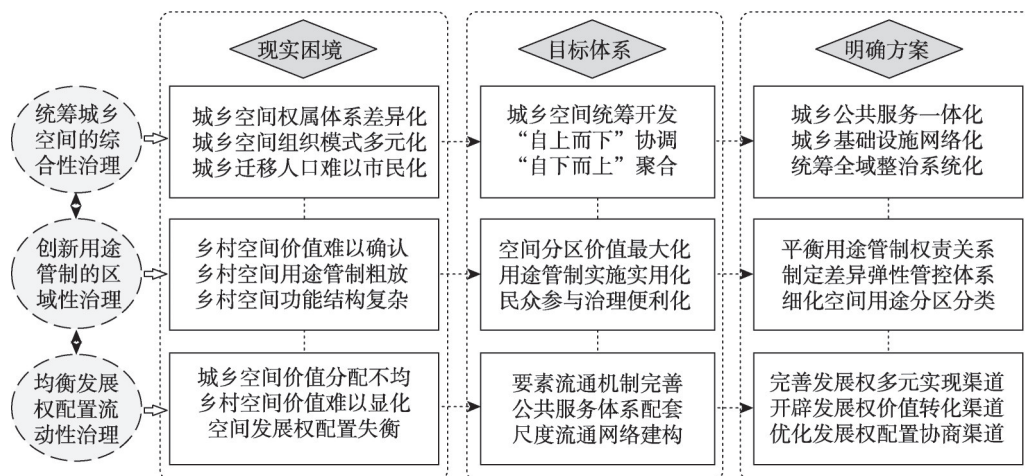 现实困境
目标体系
明确方案
统筹城乡
空间的综
合性治理
城乡空间权属体系差异化
城乡空间组织模式多元化
城乡迁移人口难以市民化
城乡空间统筹开发
“自上而下”协调
“自下而上”聚合
城乡公共服务一体化
城乡基础设施网络化
统筹全域整治系统化
创新用途
管制的区
域性治理
乡村空间价值难以确认
乡村空间用途管制粗放
乡村空间功能结构复杂
空间分区价值最大化
用途管制实施实用化
民众参与治理便利化
平衡用途管制权责关系
制定差异弹性管控体系
细化空间用途分区分类
均衡发展
权配置流
动性治理
城乡空间价值分配不均
乡村空间价值难以显化
空间发展权配置失衡
要素流通机制完善
公共服务体系配套
尺度流通网络建构
完善发展权多元实现渠道
开辟发展权价值转化渠道
优化发展权配置协商渠道